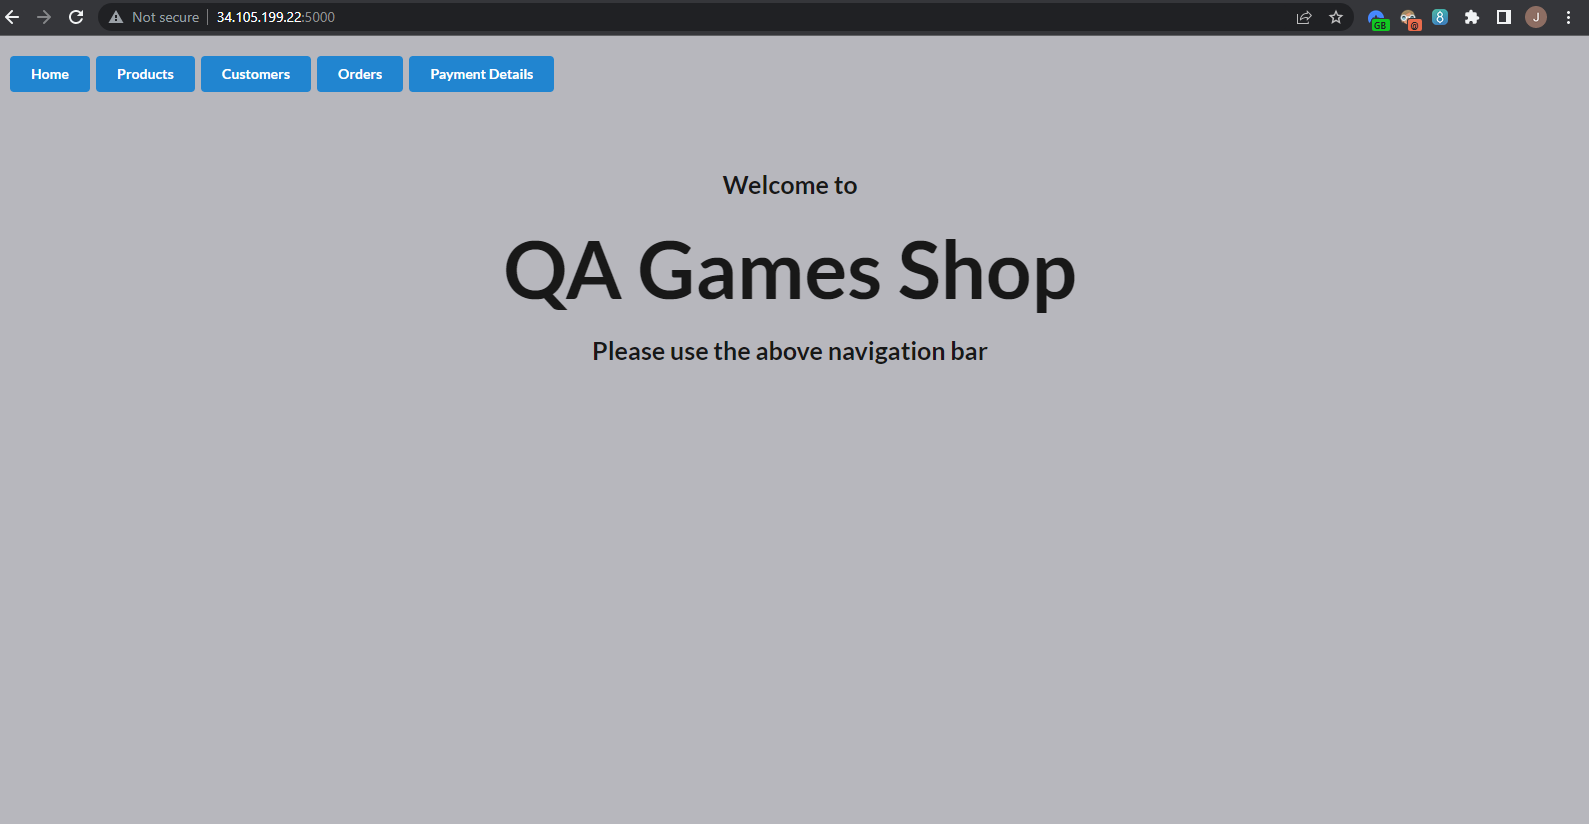 Not secure 34.105.199.22:5000
GB @ 8 J
Home Products Customers Orders Payment Details
Welcome to
QA Games Shop
Please use the above navigation bar